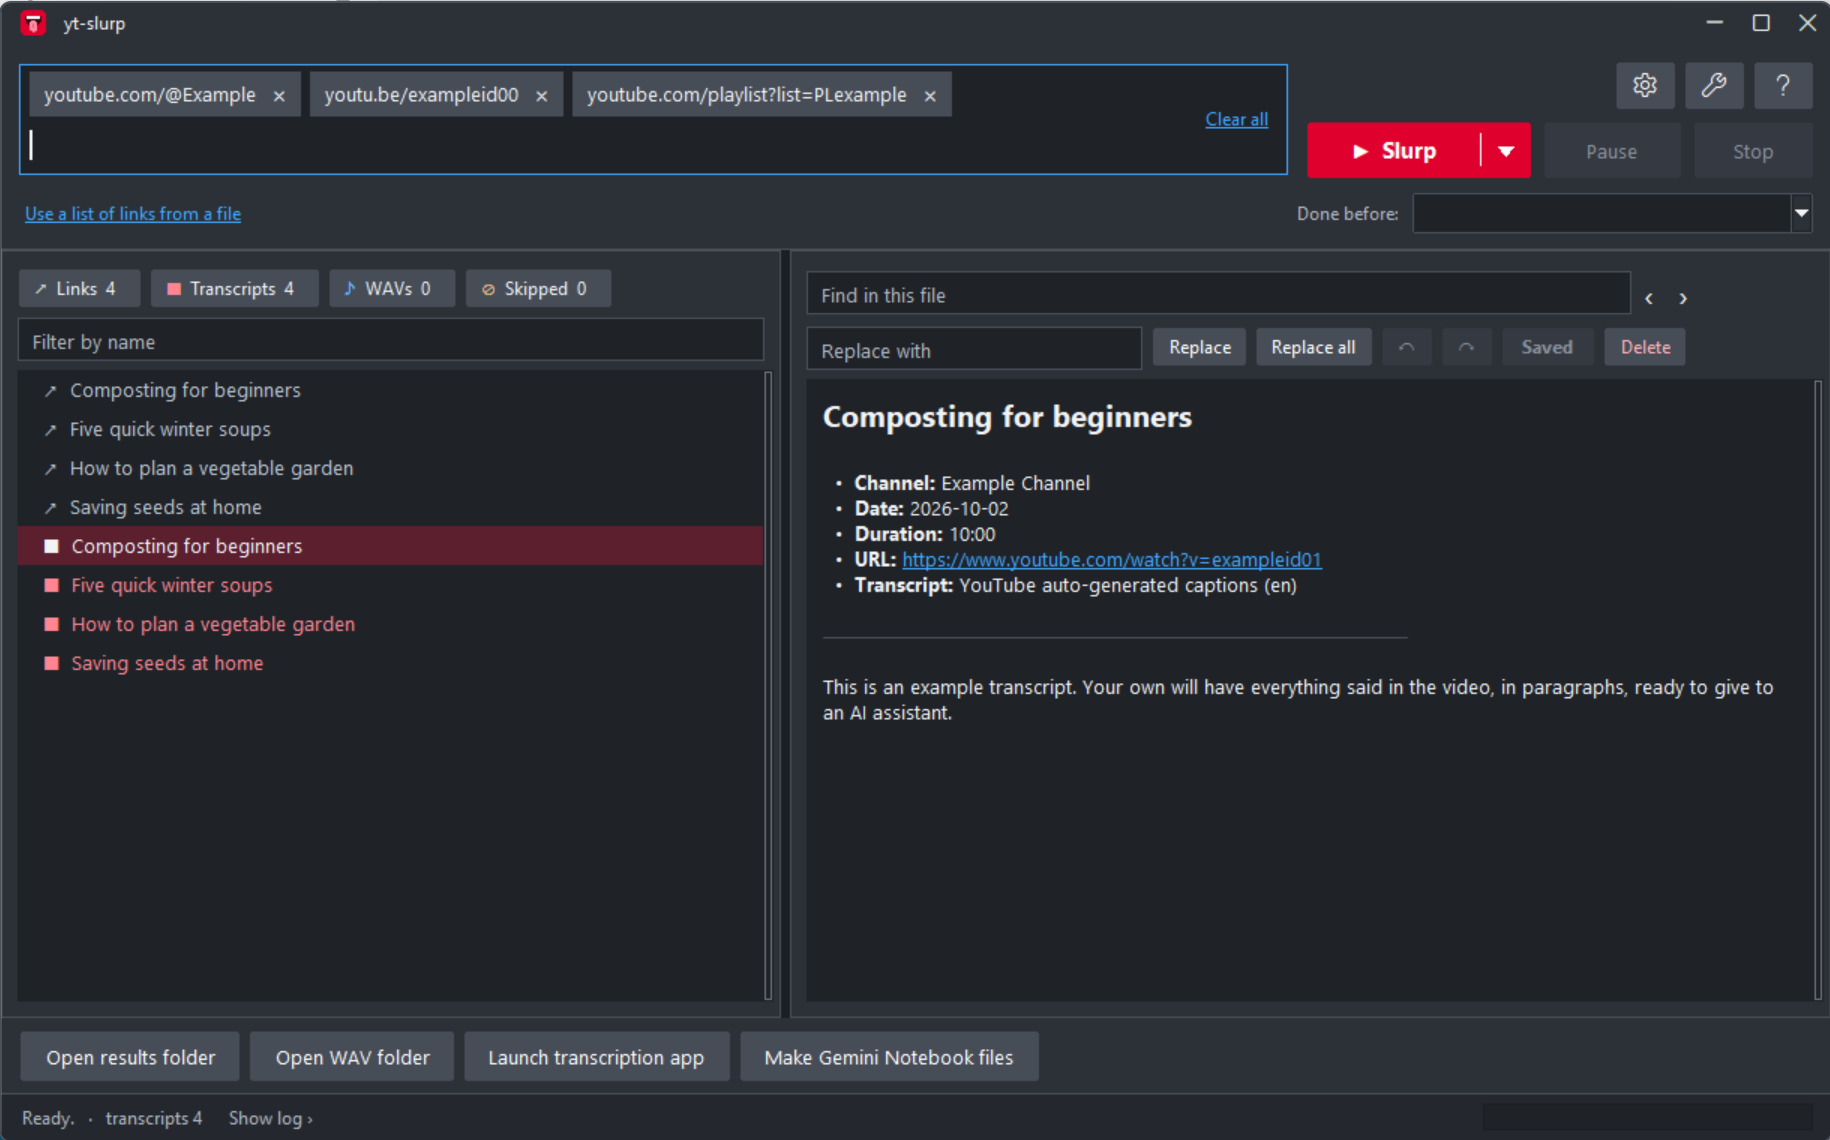 yt-slurp
youtube.com/@Example × youtu.be/exampleid00 × youtube.com/playlist?list=PLexample ×
Clear all
?
Slurp Pause Stop
Use a list of links from a file
Done before:
Links 4 Transcripts 4 WAVs 0 Skipped 0
Filter by name
Composting for beginners
Five quick winter soups
How to plan a vegetable garden
Saving seeds at home
Composting for beginners
Five quick winter soups
How to plan a vegetable garden
Saving seeds at home
Find in this file ‹ ›
Replace with Replace Replace all Saved Delete
Composting for beginners
• Channel: Example Channel
• Date: 2026-10-02
• Duration: 10:00
• URL: https://www.youtube.com/watch?v=exampleid01
• Transcript: YouTube auto-generated captions (en)
This is an example transcript. Your own will have everything said in the video, in paragraphs, ready to give to
an AI assistant.
Open results folder Open WAV folder Launch transcription app Make Gemini Notebook files
Ready. · transcripts 4 Show log ›